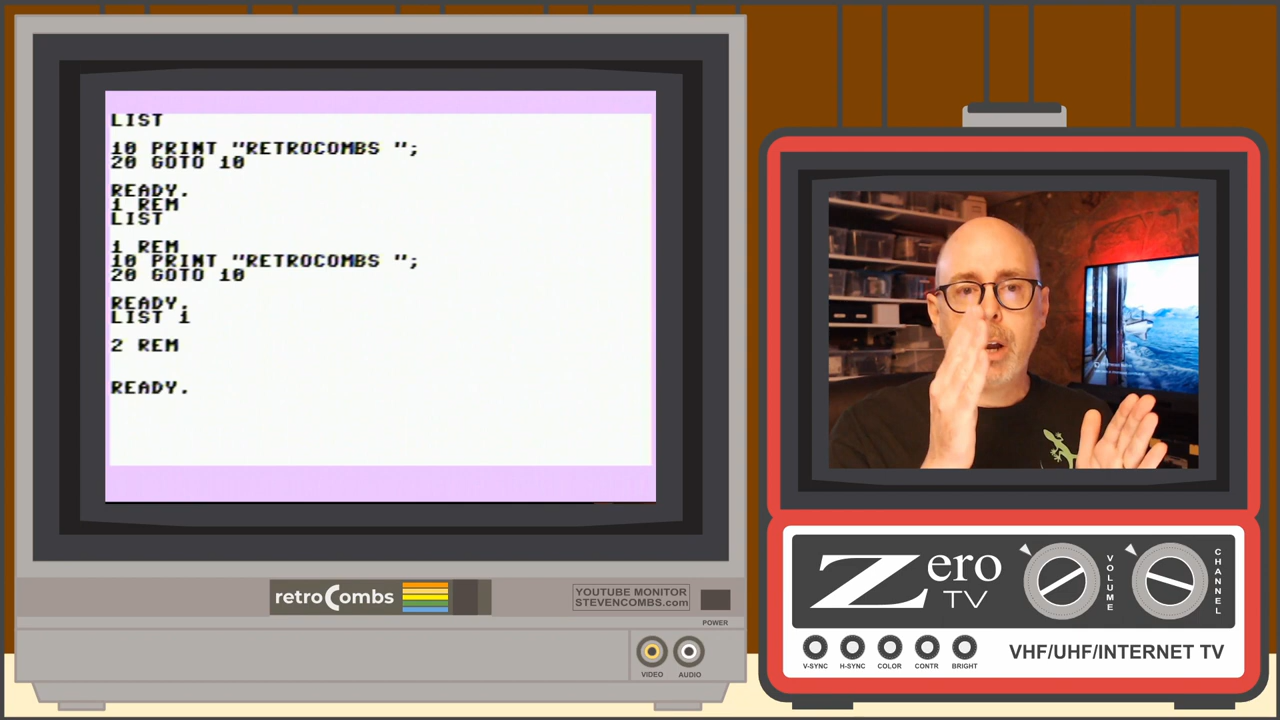 LIST
10 PRINT "RETROCOMBS ";
20 GOTO 10
READY.
1 REM
LIST
1 REM
10 PRINT "RETROCOMBS ";
20 GOTO 10
READY.
LIST 1
2 REM
READY.
retroCombs
YOUTUBE MONITOR
STEVENCOMBS.com
POWER
VIDEO
AUDIO
Zero
TV
VOLUME
CHANNEL
V-SYNC
H-SYNC
COLOR
CONTR
BRIGHT
VHF/UHF/INTERNET TV